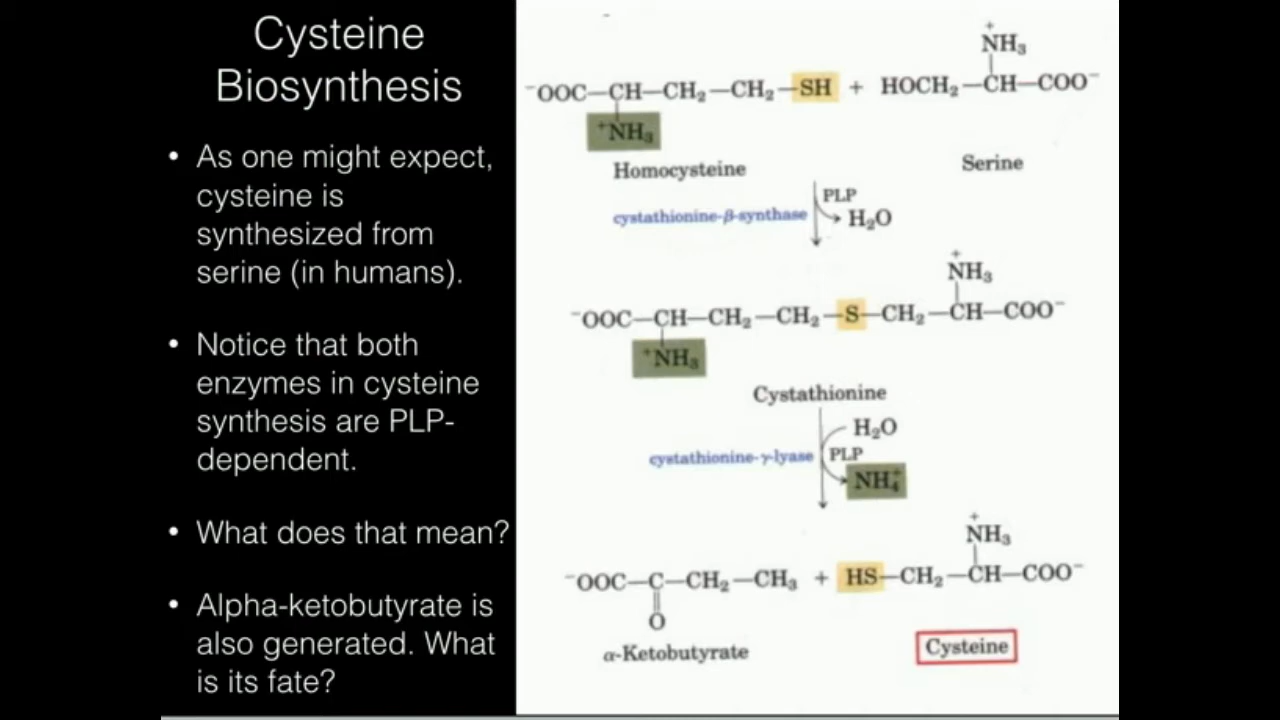 Cysteine
Biosynthesis
• As one might expect,
cysteine is
synthesized from
serine (in humans).
• Notice that both
enzymes in cysteine
synthesis are PLP-
dependent.
• What does that mean?
• Alpha-ketobutyrate is
also generated. What
is its fate?
+
NH₃
⁻OOC—CH—CH₂—CH₂—SH + HOCH₂—CH—COO⁻
⁺NH₃
Homocysteine Serine
PLP
cystathionine-β-synthase H₂O
+
NH₃
⁻OOC—CH—CH₂—CH₂—S—CH₂—CH—COO⁻
⁺NH₃
Cystathionine
H₂O
cystathionine-γ-lyase PLP
NH₄⁺
+
NH₃
⁻OOC—C—CH₂—CH₃ + HS—CH₂—CH—COO⁻
O
α-Ketobutyrate Cysteine